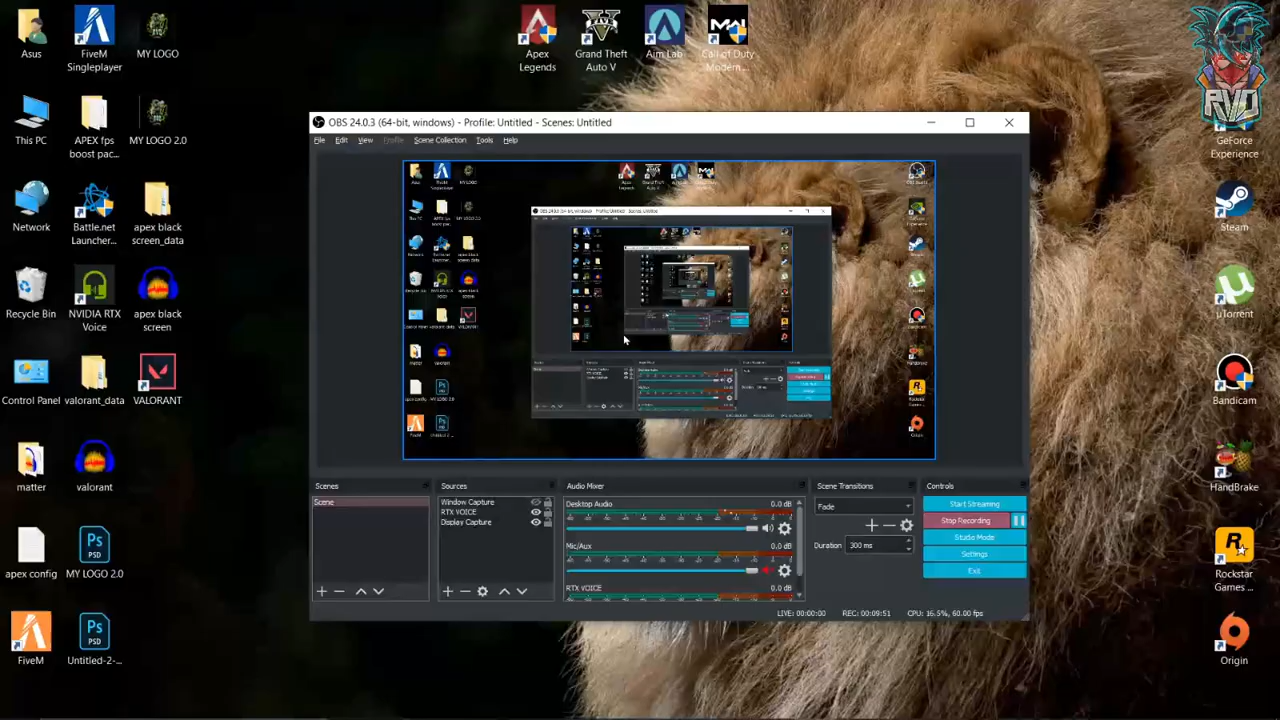 Asus
FiveM
Singleplayer
MY LOGO
Apex
Legends
Grand Theft
Auto V
Aim Lab
Call of Duty
Modern ...
RVO
GeForce
Experience
This PC
APEX fps
boost pac...
MY LOGO 2.0
OBS 24.0.3 (64-bit, windows) - Profile: Untitled - Scenes: Untitled
File Edit View Profile Scene Collection Tools Help
Network
Battle.net
Launcher...
apex black
screen_data
Steam
Recycle Bin
NVIDIA RTX
Voice
apex black
screen
µTorrent
Control Panel
valorant_data
VALORANT
Bandicam
matter
valorant
HandBrake
Scenes
Sources
Audio Mixer
Scene Transitions
Controls
Scene
Window Capture
RTX VOICE
Display Capture
Desktop Audio 0.0 dB
Mic/Aux 0.0 dB
RTX VOICE 0.0 dB
Fade
Duration 300 ms
Start Streaming
Stop Recording
Studio Mode
Settings
Exit
LIVE: 00:00:00 REC: 00:09:51 CPU: 16.5%, 60.00 fps
apex config
PSD
MY LOGO 2.0
Rockstar
Games ...
FiveM
PSD
Untitled-2-...
Origin